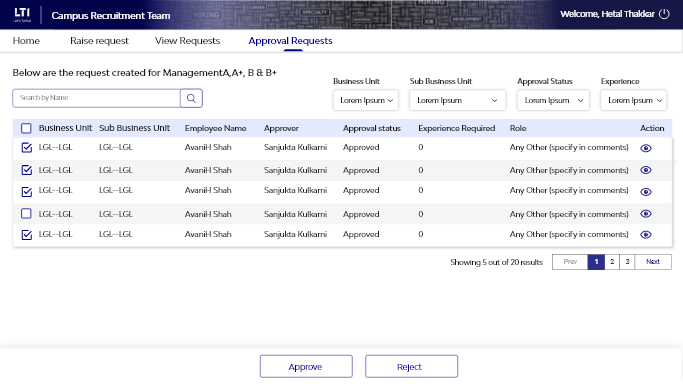 LTI
Let's Solve
Campus Recruitment Team
HIRING
SPECIALTY
JOB
Welcome, Hetal Thakkar
Home Raise request View Requests Approval Requests
Below are the request created for ManagementA,A+, B & B+
Business Unit Sub Business Unit Approval Status Experience
Search by Name Lorem Ipsum Lorem Ipsum Lorem Ipsum Lorem Ipsum
Business Unit Sub Business Unit Employee Name Approver Approval status Experience Required Role Action
LGL--LGL LGL--LGL AvaniH Shah Sanjukta Kulkarni Approved 0 Any Other (specify in comments)
LGL--LGL LGL--LGL AvaniH Shah Sanjukta Kulkarni Approved 0 Any Other (specify in comments)
LGL--LGL LGL--LGL AvaniH Shah Sanjukta Kulkarni Approved 0 Any Other (specify in comments)
LGL--LGL LGL--LGL AvaniH Shah Sanjukta Kulkarni Approved 0 Any Other (specify in comments)
LGL--LGL LGL--LGL AvaniH Shah Sanjukta Kulkarni Approved 0 Any Other (specify in comments)
Showing 5 out of 20 results Prev 1 2 3 Next
Approve Reject